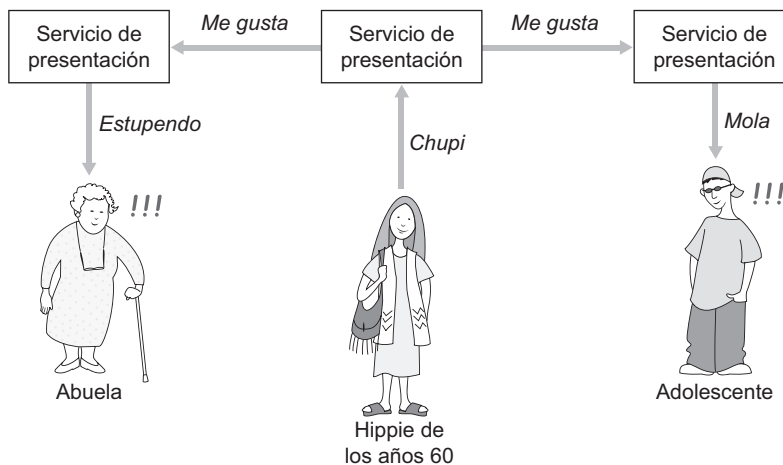 Servicio de
presentación
Me gusta
Servicio de
presentación
Me gusta
Servicio de
presentación
Estupendo
Chupi
Mola
!!!
!!!
Abuela
Hippie de
los años 60
Adolescente